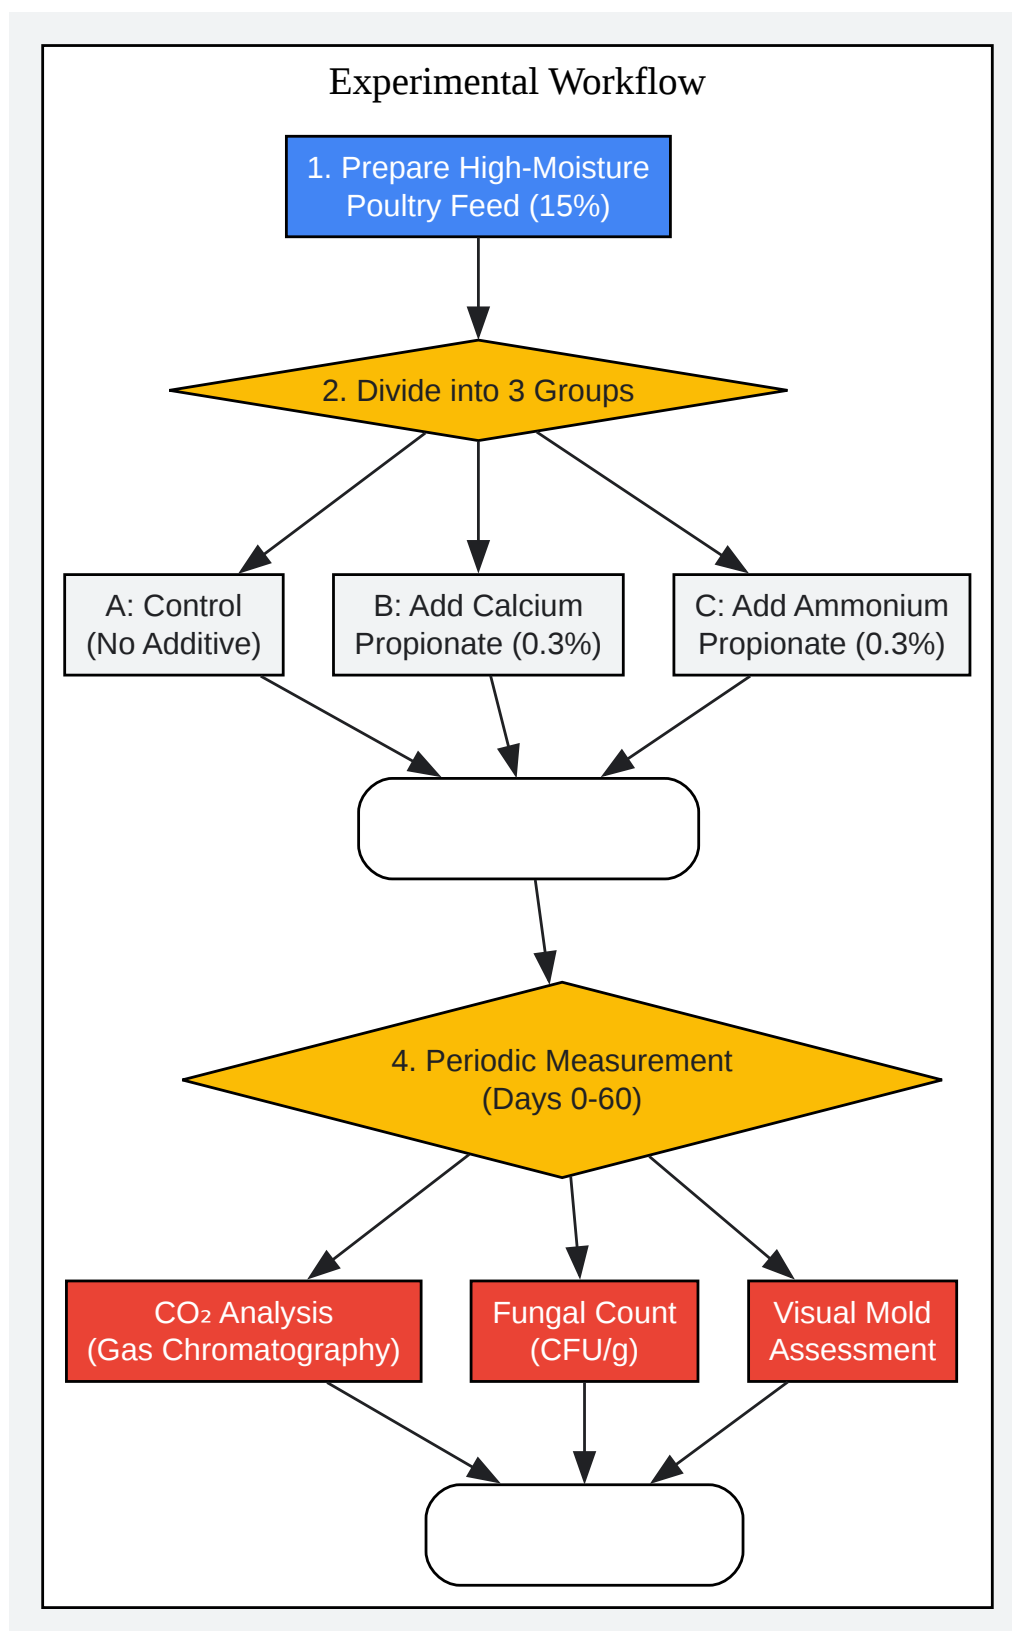 Experimental Workflow
1. Prepare High-Moisture
Poultry Feed (15%)
2. Divide into 3 Groups
A: Control
(No Additive)
B: Add Calcium
Propionate (0.3%)
C: Add Ammonium
Propionate (0.3%)
4. Periodic Measurement
(Days 0-60)
CO₂ Analysis
(Gas Chromatography)
Fungal Count
(CFU/g)
Visual Mold
Assessment